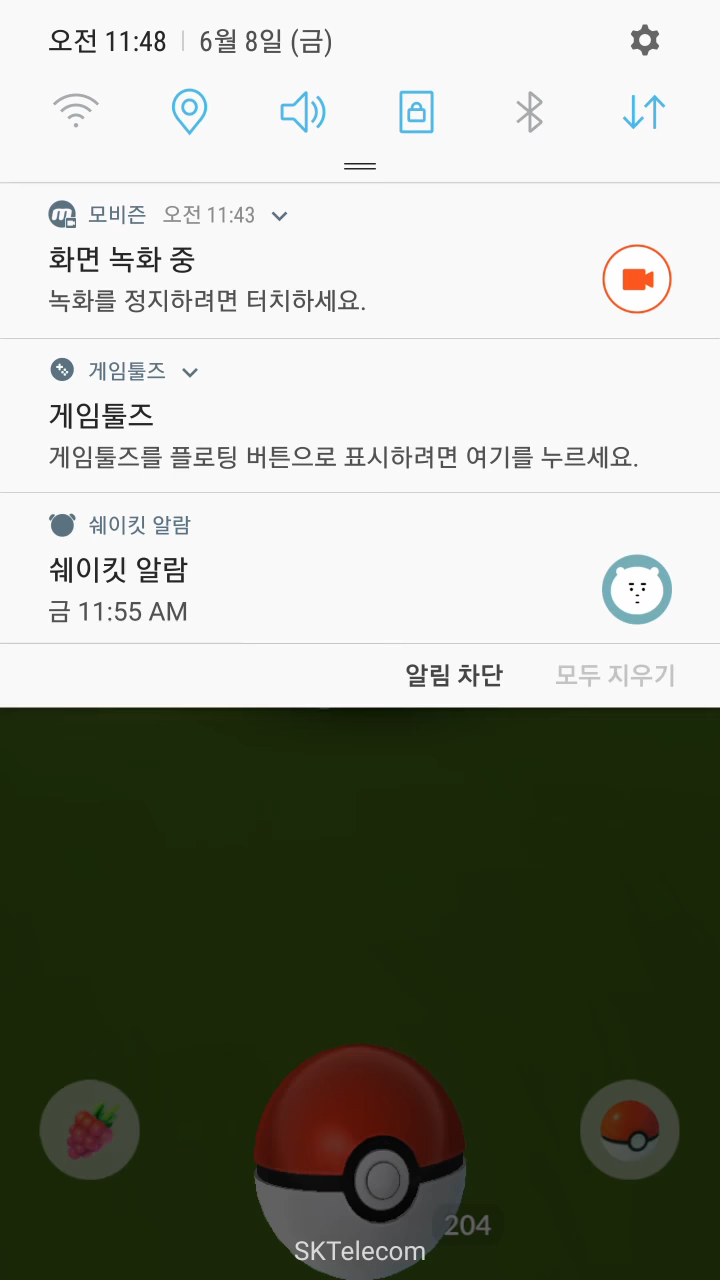 오전 11:48 | 6월 8일 (금)
모비즌 오전 11:43
화면 녹화 중
녹화를 정지하려면 터치하세요.
게임툴즈
게임툴즈
게임툴즈를 플로팅 버튼으로 표시하려면 여기를 누르세요.
쉐이킷 알람
쉐이킷 알람
금 11:55 AM
알림 차단 모두 지우기
204
SKTelecom